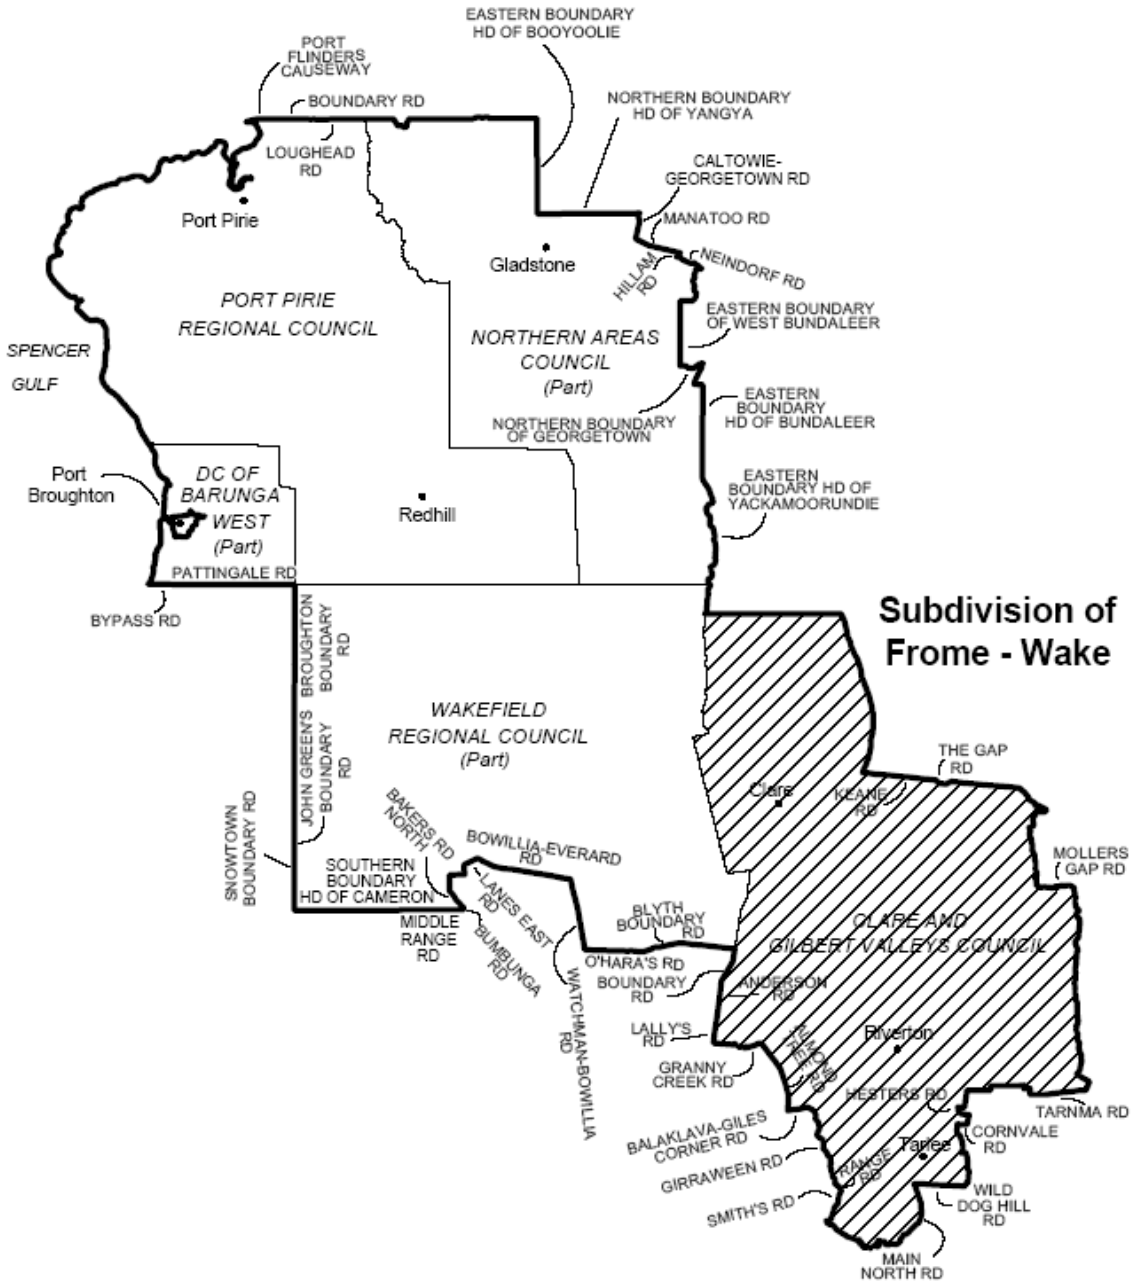 EASTERN BOUNDARY
HD OF BOOYOOLIE
PORT
FLINDERS
CAUSEWAY
BOUNDARY RD
NORTHERN BOUNDARY
HD OF YANGYA
LOUGHEAD
RD
CALTOWIE-
GEORGETOWN RD
Port Pirie
MANATOO RD
Gladstone
HILLAM
RD
NEINDORF RD
PORT PIRIE
REGIONAL COUNCIL
EASTERN BOUNDARY
OF WEST BUNDALEER
NORTHERN AREAS
COUNCIL
(Part)
SPENCER
GULF
EASTERN
BOUNDARY
HD OF BUNDALEER
NORTHERN BOUNDARY
OF GEORGETOWN
Port
Broughton
DC OF
BARUNGA
WEST
(Part)
EASTERN
BOUNDARY HD OF
YACKAMOORUNDIE
Redhill
PATTINGALE RD
BYPASS RD
BROUGHTON
BOUNDARY
RD
Subdivision of
Frome - Wake
WAKEFIELD
REGIONAL COUNCIL
(Part)
JOHN GREEN'S
BOUNDARY
RD
THE GAP
RD
Clare
KEANE
RD
SNOWTOWN
BOUNDARY RD
BAKERS RD
NORTH
BOWILLIA-EVERARD
RD
SOUTHERN
BOUNDARY
HD OF CAMERON
MOLLERS
GAP RD
LANES EAST
RD
MIDDLE
RANGE
RD
BUMBUNGA
RD
BLYTH
BOUNDARY
RD
CLARE AND
GILBERT VALLEYS COUNCIL
O'HARA'S RD
BOUNDARY
RD
ANDERSON
RD
WATCHMAN-BOWILLIA
RD
LALLY'S
RD
Riverton
GRANNY
CREEK RD
ALMOND
TREE RD
HESTERS RD
TARNMA RD
BALAKLAVA-GILES
CORNER RD
CORNVALE
RD
Tarlee
GIRRAWEEN RD
RANGE
RD
SMITH'S RD
WILD
DOG HILL
RD
MAIN
NORTH RD